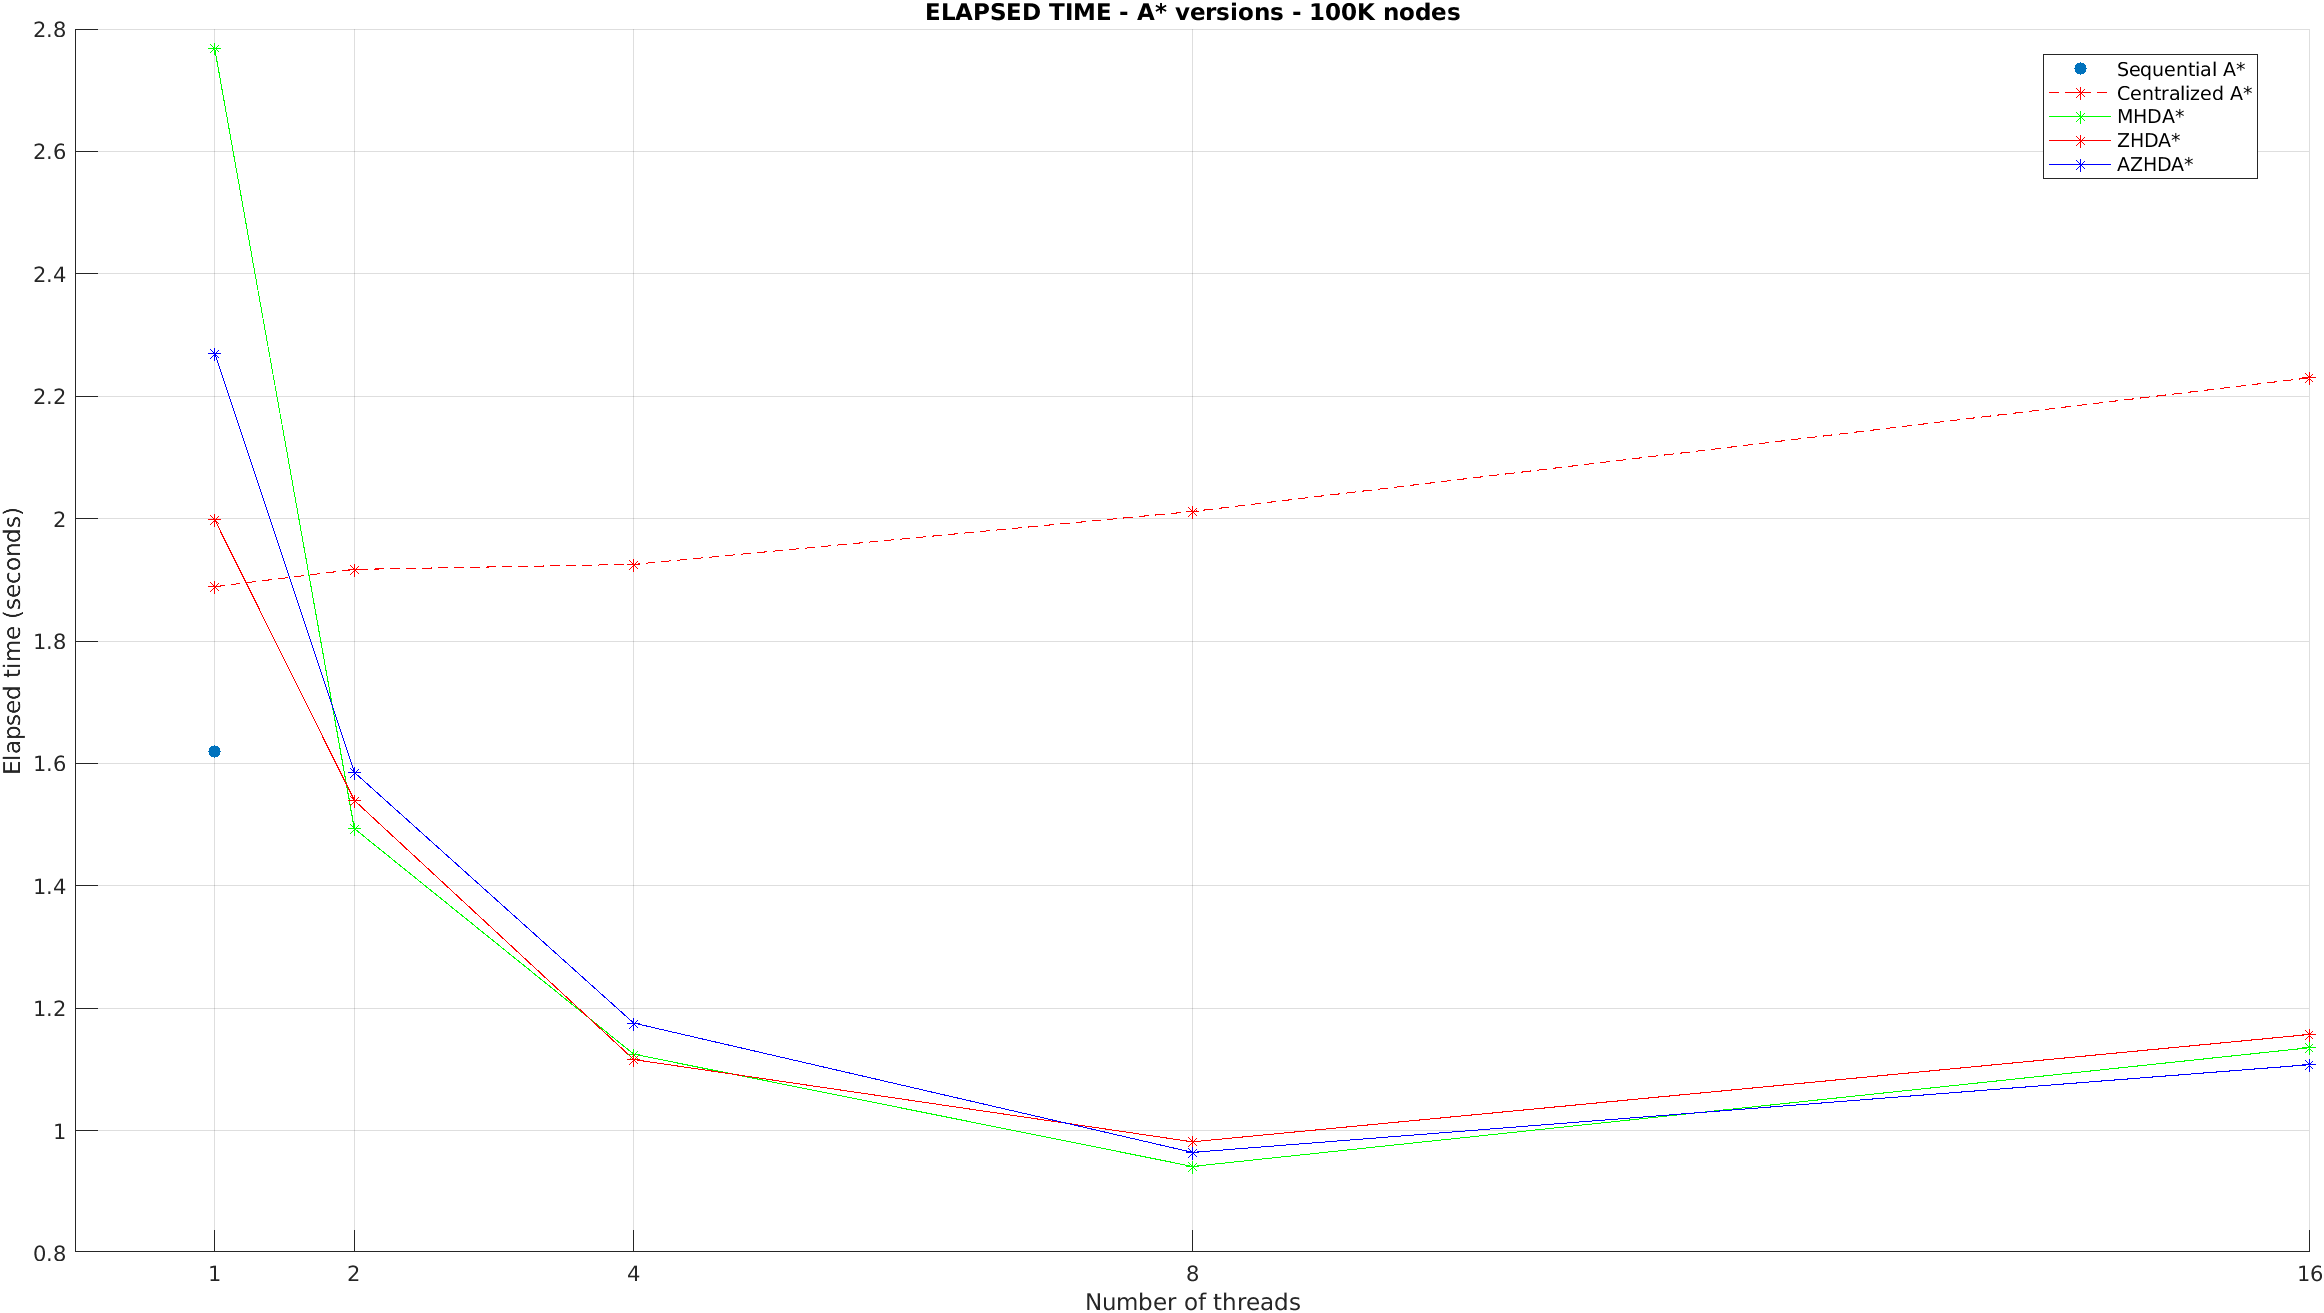 ELAPSED TIME - A* versions - 100K nodes
2.8
2.6
2.4
2.2
2
1.8
1.6
1.4
1.2
1
0.8
Elapsed time (seconds)
Sequential A*
Centralized A*
MHDA*
ZHDA*
AZHDA*
1 2 4 8 16
Number of threads